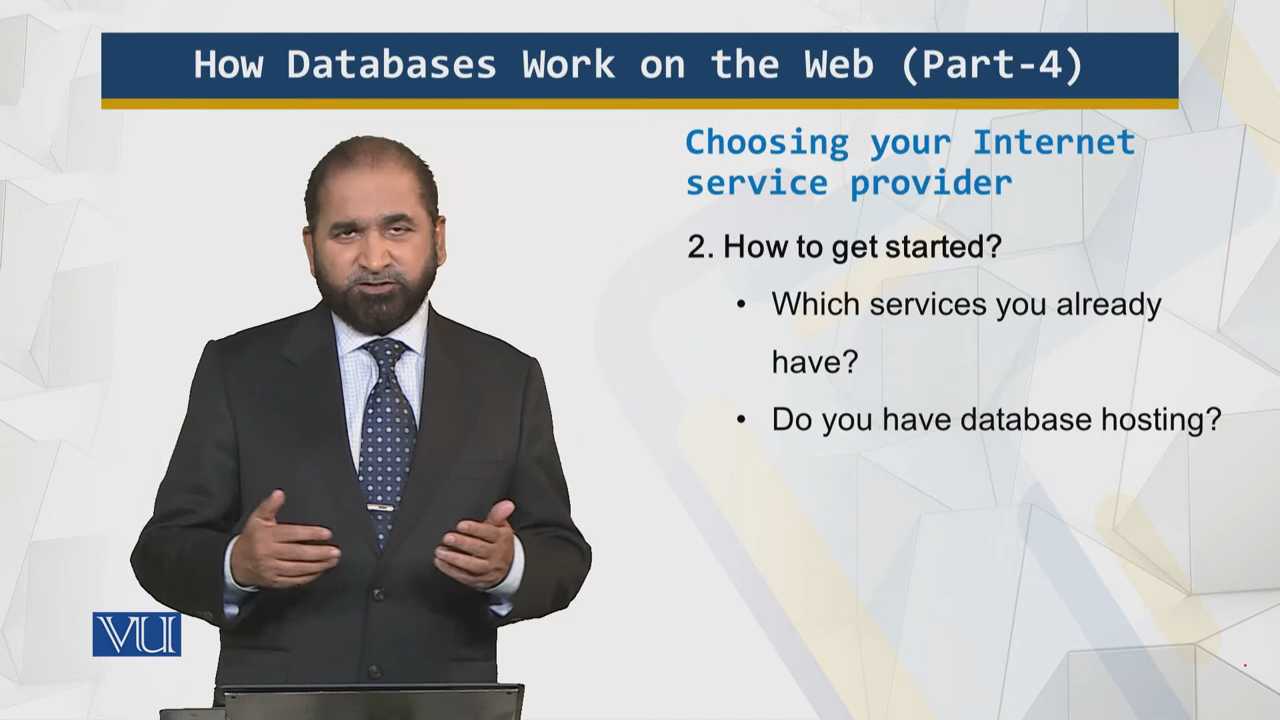 How Databases Work on the Web (Part-4)
Choosing your Internet
service provider
2. How to get started?
• Which services you already
have?
• Do you have database hosting?
VU